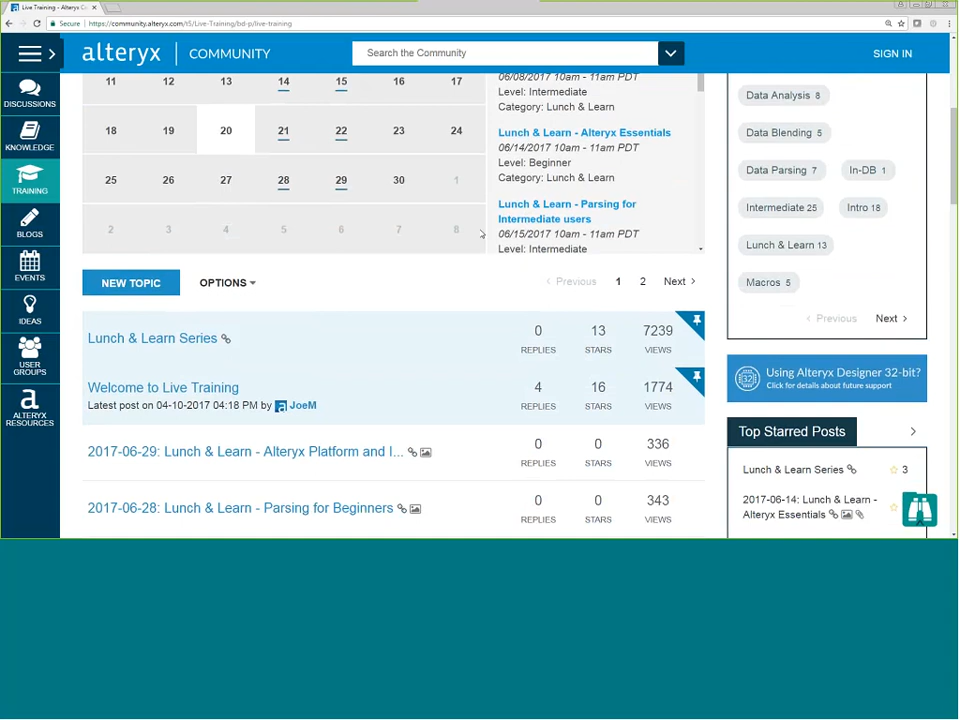 Live Training - Alteryx C
Secure | https://community.alteryx.com/t5/Live-Training/bd-p/live-training
alteryx | COMMUNITY
Search the Community
SIGN IN
DISCUSSIONS
KNOWLEDGE
TRAINING
BLOGS
EVENTS
IDEAS
USER
GROUPS
ALTERYX
RESOURCES
11 12 13 14 15 16 17
18 19 20 21 22 23 24
25 26 27 28 29 30 1
2 3 4 5 6 7 8
06/08/2017 10am - 11am PDT
Level: Intermediate
Category: Lunch & Learn
Lunch & Learn - Alteryx Essentials
06/14/2017 10am - 11am PDT
Level: Beginner
Category: Lunch & Learn
Lunch & Learn - Parsing for
Intermediate users
06/15/2017 10am - 11am PDT
Level: Intermediate
Data Analysis 8
Data Blending 5
Data Parsing 7 In-DB 1
Intermediate 25 Intro 18
Lunch & Learn 13
Macros 5
Previous Next
NEW TOPIC OPTIONS
Previous 1 2 Next
Lunch & Learn Series
0 13 7239
REPLIES STARS VIEWS
Welcome to Live Training
Latest post on 04-10-2017 04:18 PM by a JoeM
4 16 1774
REPLIES STARS VIEWS
2017-06-29: Lunch & Learn - Alteryx Platform and I...
0 0 336
REPLIES STARS VIEWS
2017-06-28: Lunch & Learn - Parsing for Beginners
0 0 343
REPLIES STARS VIEWS
32
Using Alteryx Designer 32-bit?
Click for details about future support
Top Starred Posts
Lunch & Learn Series 3
2017-06-14: Lunch & Learn -
Alteryx Essentials